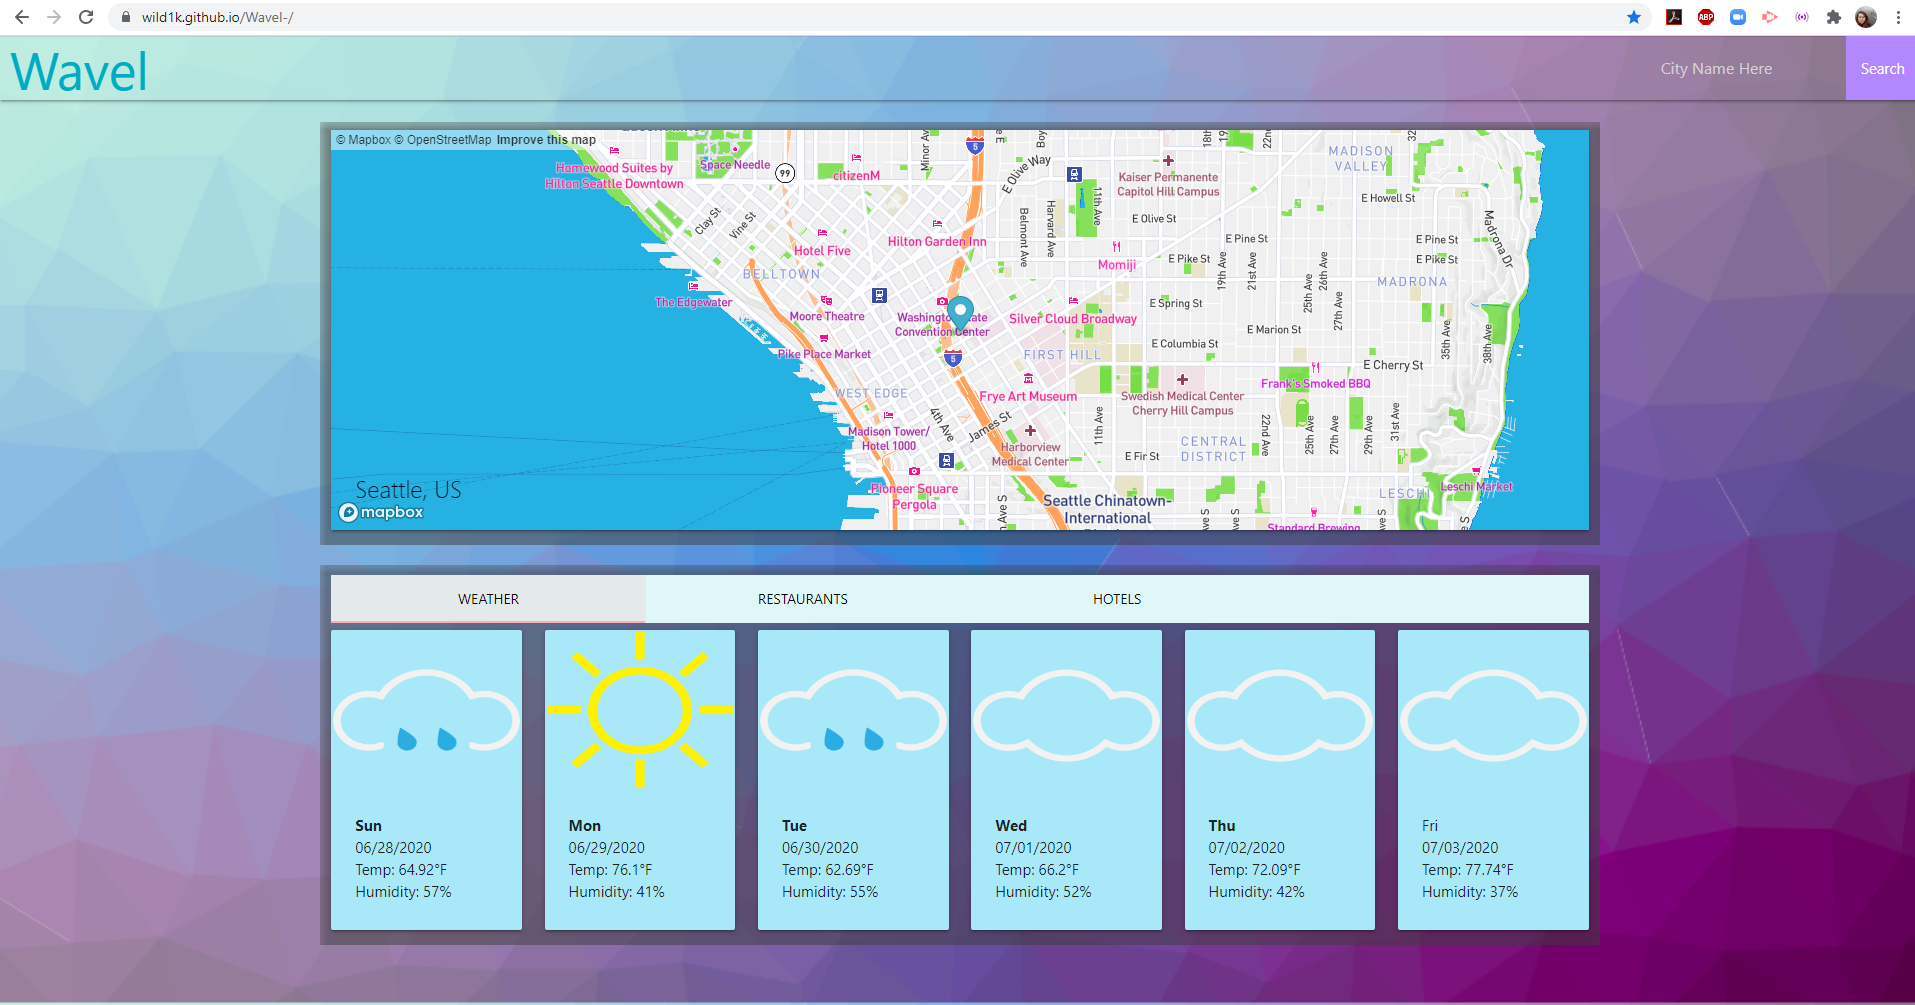 wild1k.github.io/Wavel-/
ABP
Wavel
City Name Here
Search
© Mapbox © OpenStreetMap Improve this map
Space Needle
Homewood Suites by
Hilton Seattle Downtown
99
citizenM
Minor Av
5
E Olive Way
Boy
18th
19
22nd
32
MADISON
VALLEY
Kaiser Permanente
Capitol Hill Campus
11th Ave
E Howell St
Clay St
Vine St
Belmont Ave
Harvard Ave
E Olive St
Madrona Dr
Hotel Five
Hilton Garden Inn
E Pine St
E Pine St
Momiji
E Pike St
E Pike St
BELLTOWN
19th Ave
21st Ave
26th Ave
MADRONA
The Edgewater
Moore Theatre
Washington State
Convention Center
Silver Cloud Broadway
E Spring St
25th Ave
27th Ave
E Marion St
Pike Place Market
5
FIRST HILL
E Columbia St
35th Ave
38th Ave
E Cherry St
WEST EDGE
Frye Art Museum
Swedish Medical Center
Cherry Hill Campus
Frank's Smoked BBQ
4th Ave
James St
11th Ave
22nd Ave
25th Ave
27th Ave
29th Ave
31st Ave
Madison Tower/
Hotel 1000
Harborview
Medical Center
CENTRAL
DISTRICT
E Fir St
Pioneer Square
Pergola
Seattle, US
mapbox
Seattle Chinatown-
International
LESCH
Leschi Market
Standard Brewing
WEATHER
RESTAURANTS
HOTELS
Sun
06/28/2020
Temp: 64.92°F
Humidity: 57%
Mon
06/29/2020
Temp: 76.1°F
Humidity: 41%
Tue
06/30/2020
Temp: 62.69°F
Humidity: 55%
Wed
07/01/2020
Temp: 66.2°F
Humidity: 52%
Thu
07/02/2020
Temp: 72.09°F
Humidity: 42%
Fri
07/03/2020
Temp: 77.74°F
Humidity: 37%